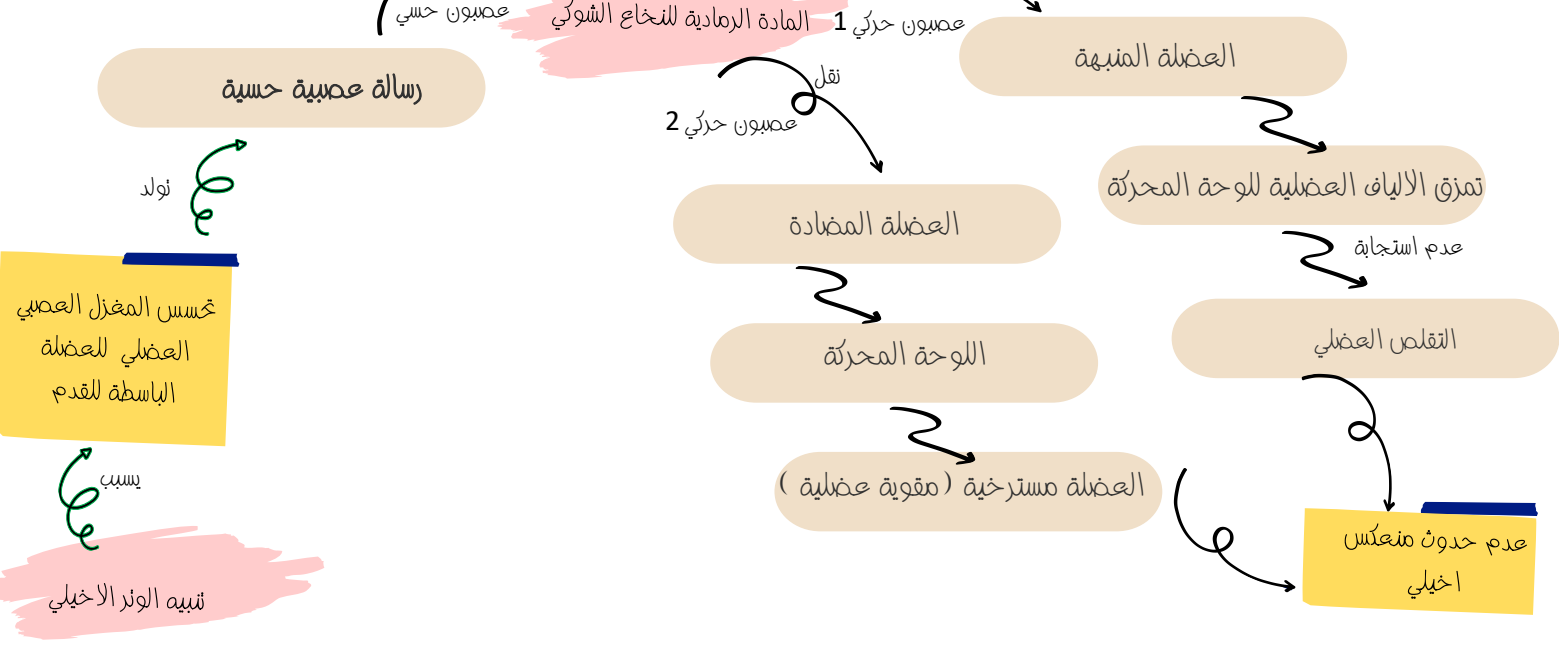 عصبون حسي
المادة الرمادية للنخاع الشوكي
عصبون حركي 1
العضلة المنبهة
رسالة عصبية حسية
نقل
عصبون حركي 2
تمزق الالياف العضلية للوحة المحركة
تولد
العضلة المضادة
عدم استجابة
تحسس المغزل العصبي
العضلي للعضلة
الباسطة للقدم
اللوحة المحركة
التقلص العضلي
يسبب
العضلة مسترخية ( مقوية عضلية )
عدم حدوث منعكس
اخيلي
تنبيه الوتر الاخيلي